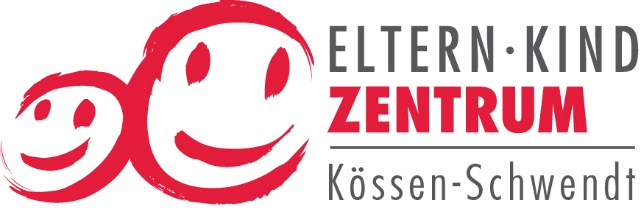 ELTERN·KIND
ZENTRUM
Kössen-Schwendt